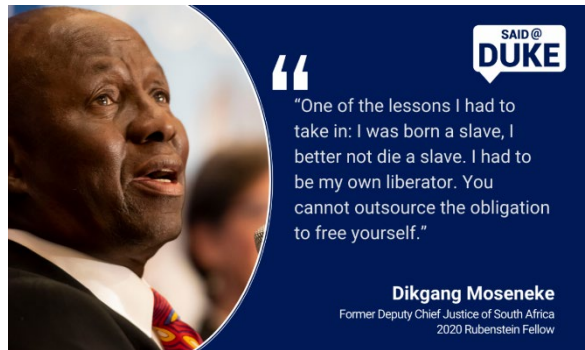 SAID @
DUKE
“
“One of the lessons I had to
take in: I was born a slave, I
better not die a slave. I had to
be my own liberator. You
cannot outsource the obligation
to free yourself.”
Dikgang Moseneke
Former Deputy Chief Justice of South Africa
2020 Rubenstein Fellow